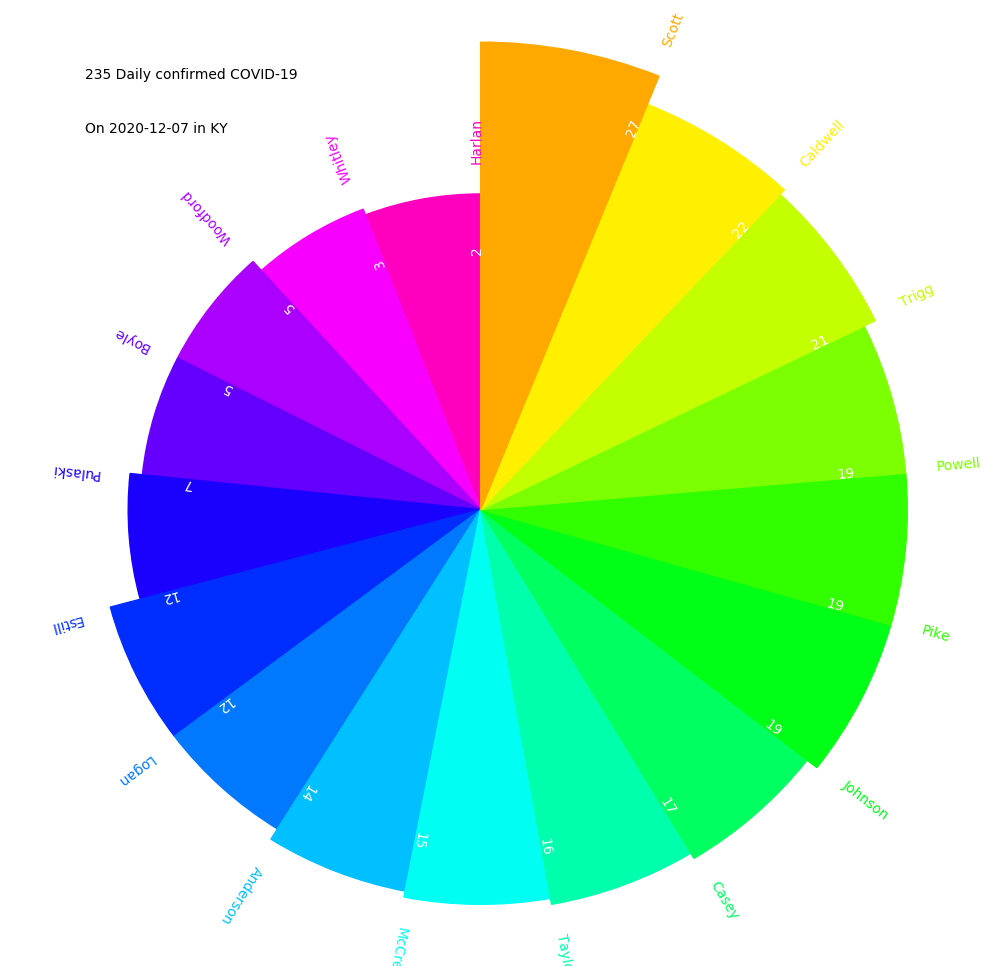 235 Daily confirmed COVID-19
On 2020-12-07 in KY
Scott
27
Caldwell
22
Trigg
21
Powell
19
Pike
19
Johnson
19
Casey
17
16
15
Anderson
14
Logan
12
Estill
12
Pulaski
7
Boyle
5
Woodford
5
Whitley
3
Harlan
2